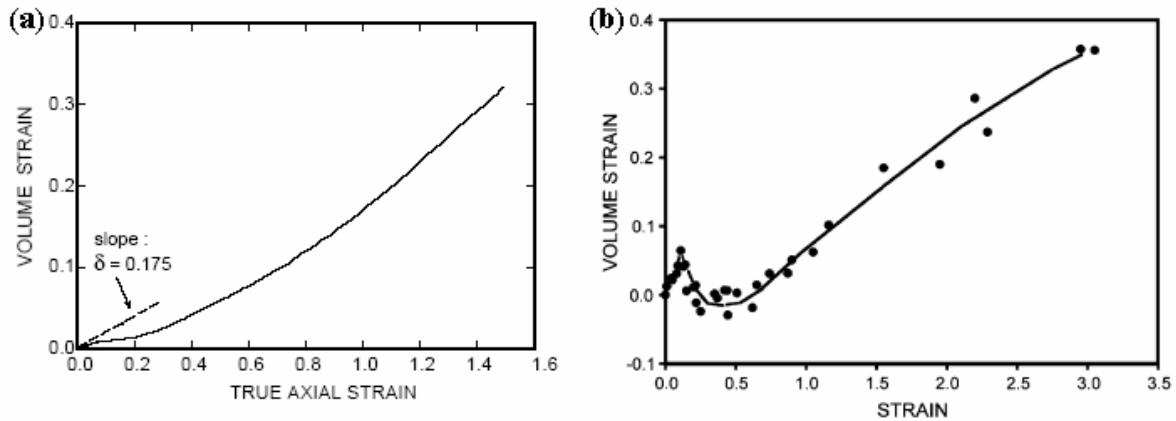 (a)
0.4
0.3
0.2
0.1
0.0
VOLUME STRAIN
slope :
δ = 0.175
0.0 0.2 0.4 0.6 0.8 1.0 1.2 1.4 1.6
TRUE AXIAL STRAIN
(b)
0.4
0.3
0.2
0.1
0.0
-0.1
VOLUME STRAIN
0.0 0.5 1.0 1.5 2.0 2.5 3.0 3.5
STRAIN